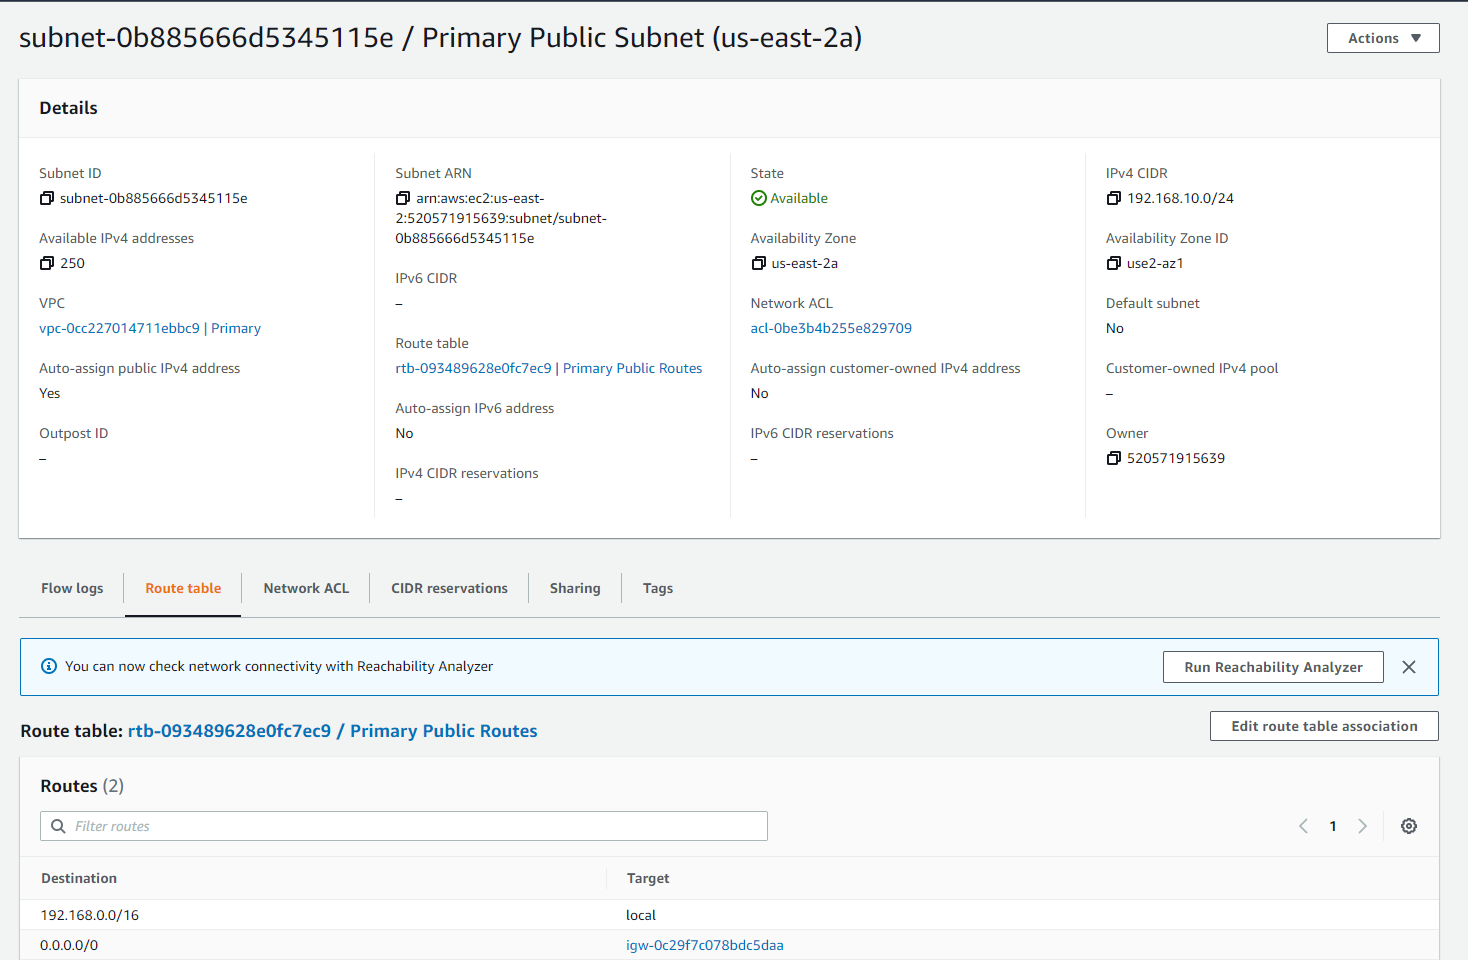 subnet-0b885666d5345115e / Primary Public Subnet (us-east-2a)
Actions
Details
Subnet ID
subnet-0b885666d5345115e
Available IPv4 addresses
250
VPC
vpc-0cc227014711ebbc9 | Primary
Auto-assign public IPv4 address
Yes
Outpost ID
–
Subnet ARN
arn:aws:ec2:us-east-
2:520571915639:subnet/subnet-
0b885666d5345115e
IPv6 CIDR
–
Route table
rtb-093489628e0fc7ec9 | Primary Public Routes
Auto-assign IPv6 address
No
IPv4 CIDR reservations
–
State
Available
Availability Zone
us-east-2a
Network ACL
acl-0be3b4b255e829709
Auto-assign customer-owned IPv4 address
No
IPv6 CIDR reservations
–
IPv4 CIDR
192.168.10.0/24
Availability Zone ID
use2-az1
Default subnet
No
Customer-owned IPv4 pool
–
Owner
520571915639
Flow logs
Route table
Network ACL
CIDR reservations
Sharing
Tags
You can now check network connectivity with Reachability Analyzer
Run Reachability Analyzer
Route table: rtb-093489628e0fc7ec9 / Primary Public Routes
Edit route table association
Routes (2)
Filter routes
1
Destination Target
192.168.0.0/16 local
0.0.0.0/0 igw-0c29f7c078bdc5daa